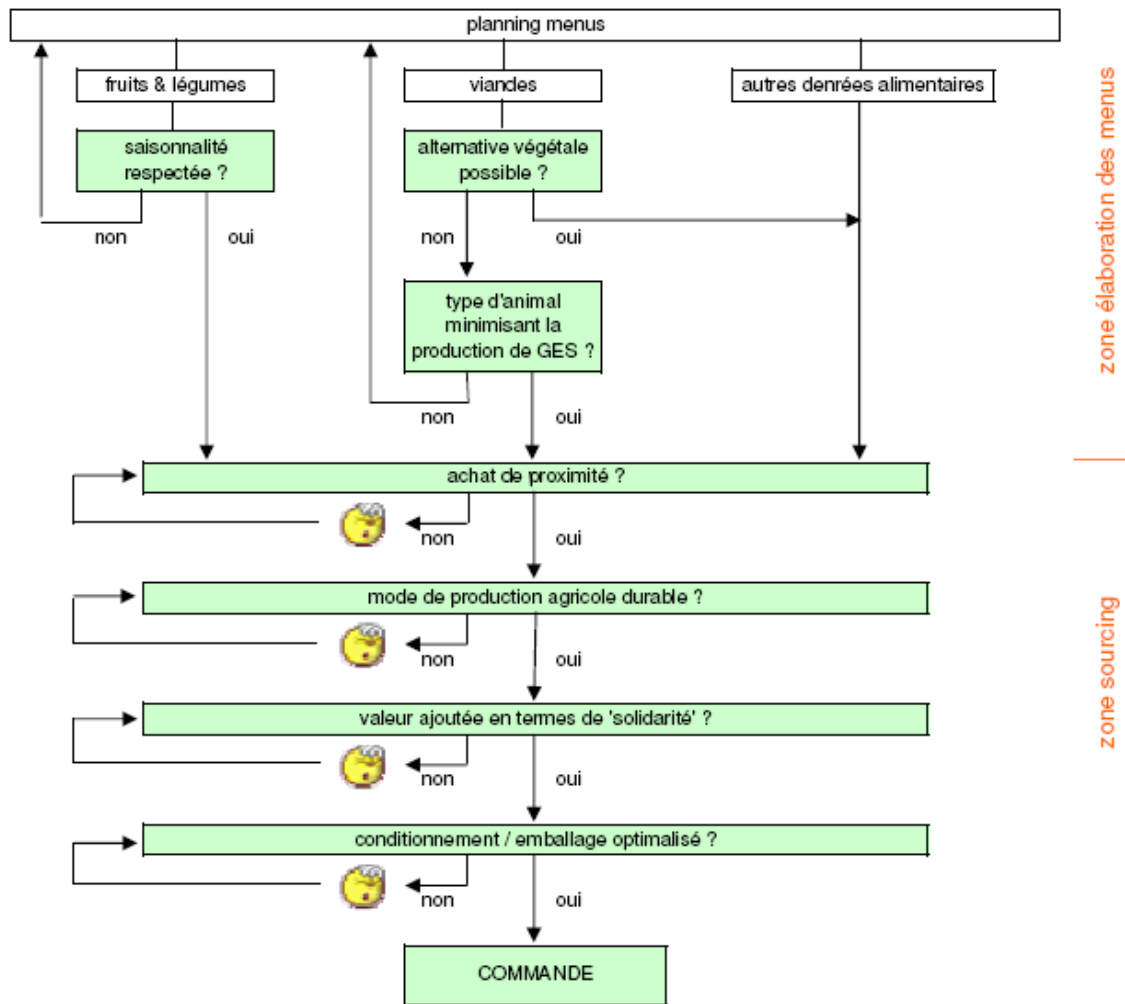 planning menus
fruits & légumes
viandes
autres denrées alimentaires
saisonnalité
respectée ?
alternative végétale
possible ?
non
oui
non
oui
type d'animal
minimisant la
production de GES ?
non
oui
zone élaboration des menus
achat de proximité ?
non
oui
mode de production agricole durable ?
non
oui
valeur ajoutée en termes de 'solidarité' ?
non
oui
conditionnement / emballage optimalisé ?
non
oui
COMMANDE
zone sourcing